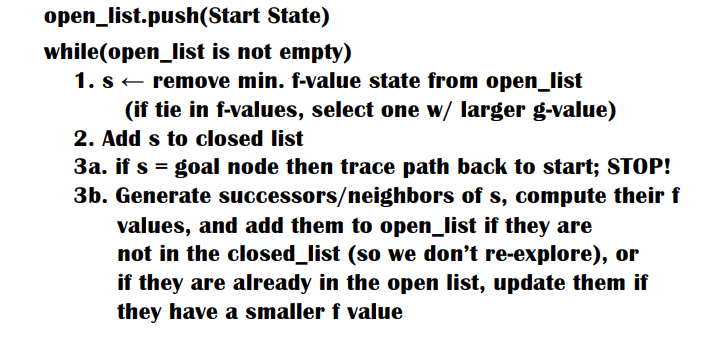 open_list.push(Start State)
while(open_list is not empty)
1. s ← remove min. f-value state from open_list
(if tie in f-values, select one w/ larger g-value)
2. Add s to closed list
3a. if s = goal node then trace path back to start; STOP!
3b. Generate successors/neighbors of s, compute their f
values, and add them to open_list if they are
not in the closed_list (so we don’t re-explore), or
if they are already in the open list, update them if
they have a smaller f value